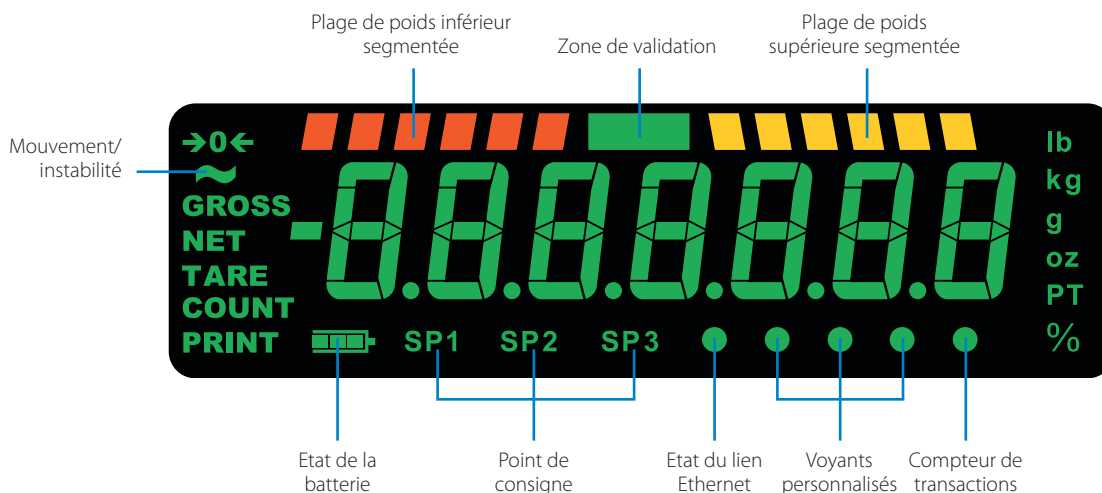 Plage de poids inférieur
segmentée
Zone de validation
Plage de poids
supérieure segmentée
Mouvement/
instabilité
→0←
~
GROSS
NET
TARE
COUNT
PRINT
-8.8.8.8.8.8.8
lb
kg
g
oz
PT
%
SP1 SP2 SP3
Etat de la
batterie
Point de
consigne
Etat du lien
Ethernet
Voyants
personnalisés
Compteur de
transactions